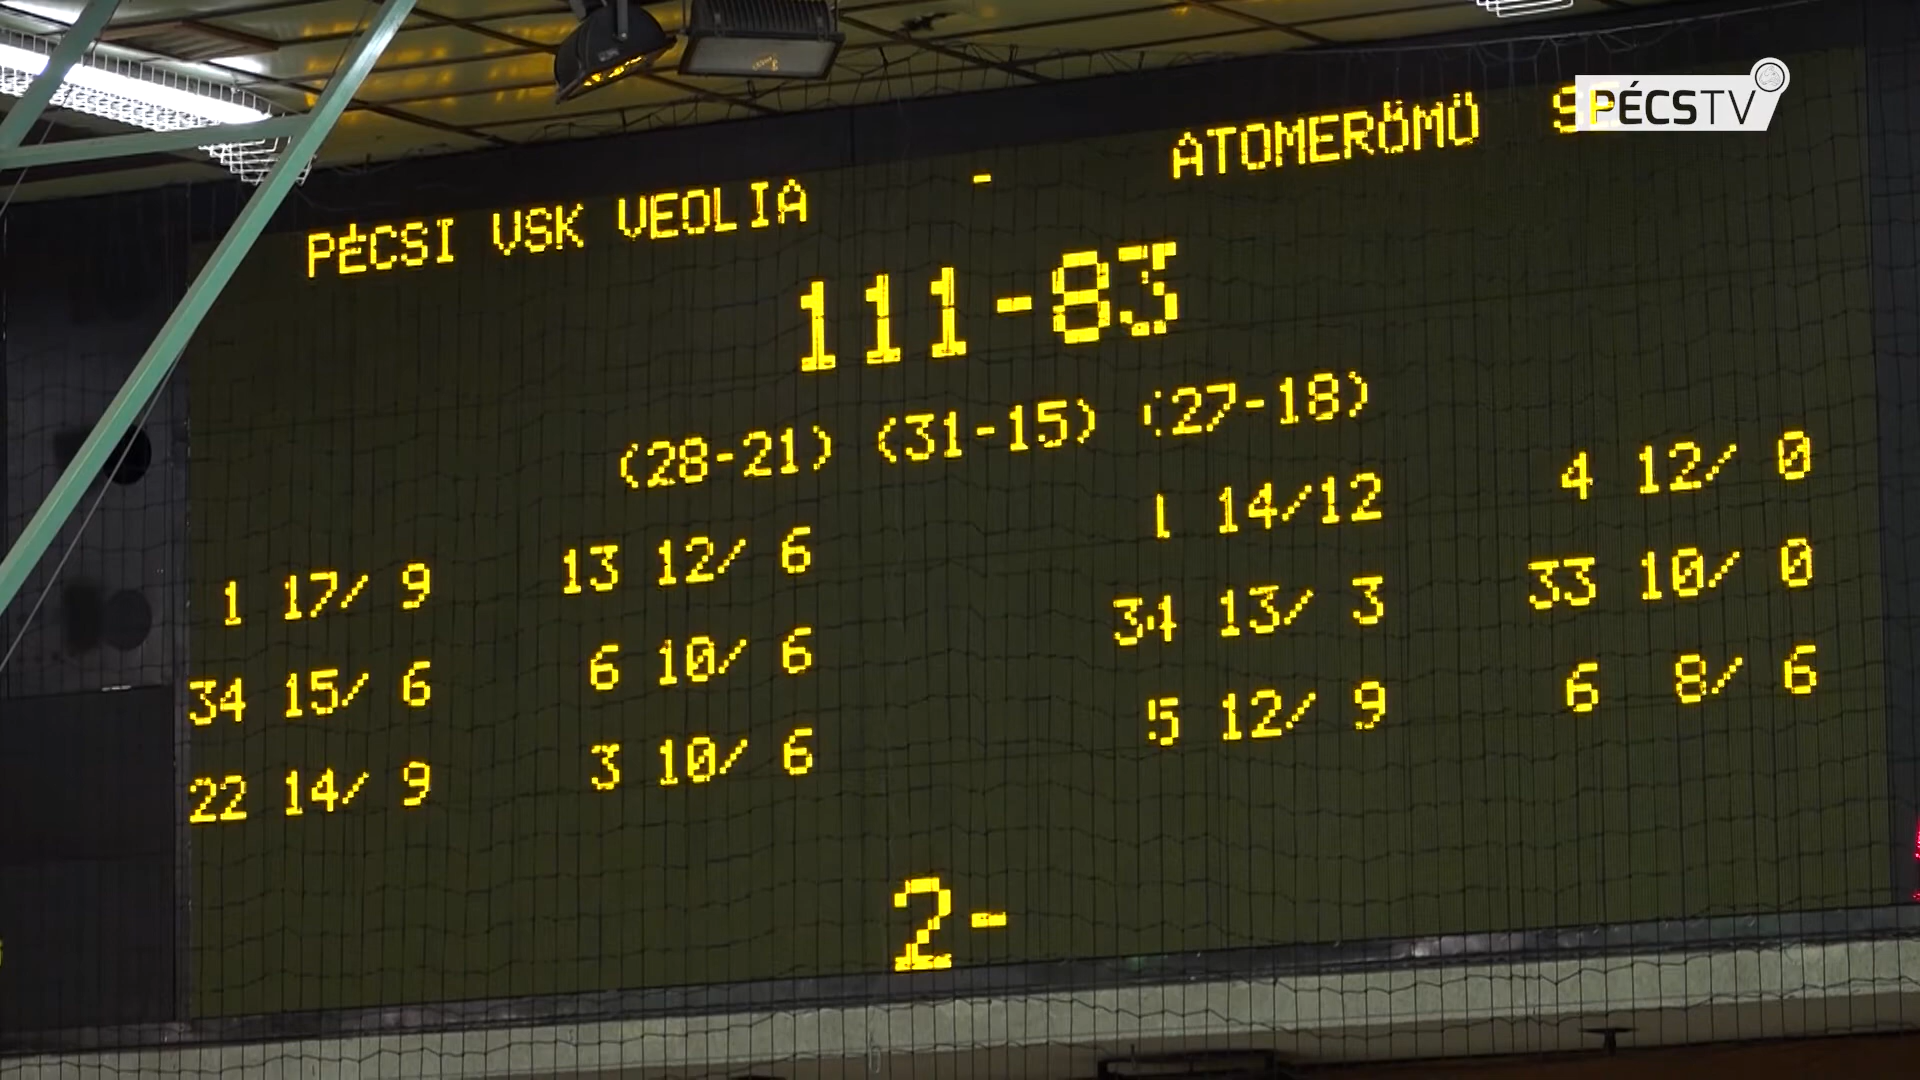 PÉCSTV
PÉCSI VSK VEOLIA - ATOMERŐMŰ SE
111-83
(28-21) (31-15) (27-18)
1 17/ 9 13 12/ 6 1 14/12 4 12/ 0
34 15/ 6 6 10/ 6 34 13/ 3 33 10/ 0
22 14/ 9 3 10/ 6 5 12/ 9 6 8/ 6
2-